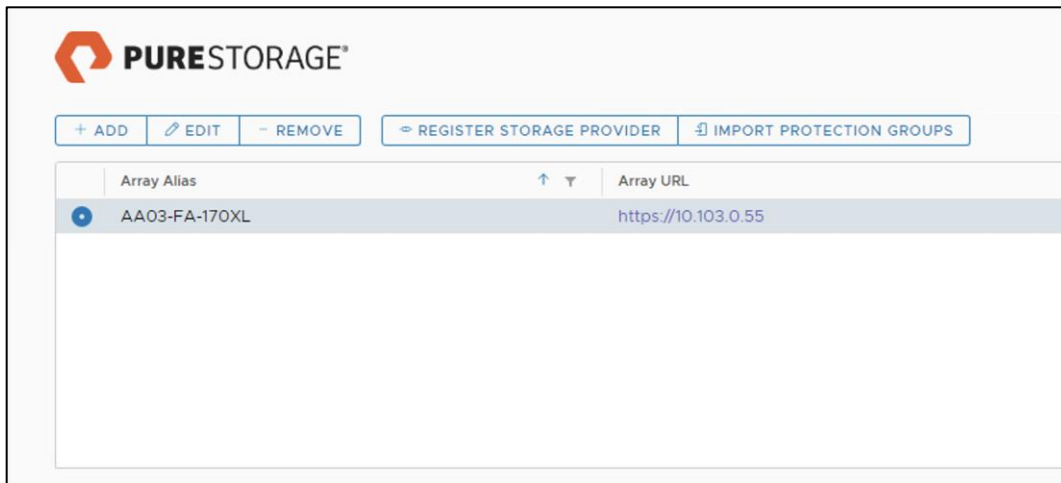 PURESTORAGE®
+ ADD EDIT - REMOVE REGISTER STORAGE PROVIDER IMPORT PROTECTION GROUPS
Array Alias Array URL
AA03-FA-170XL https://10.103.0.55